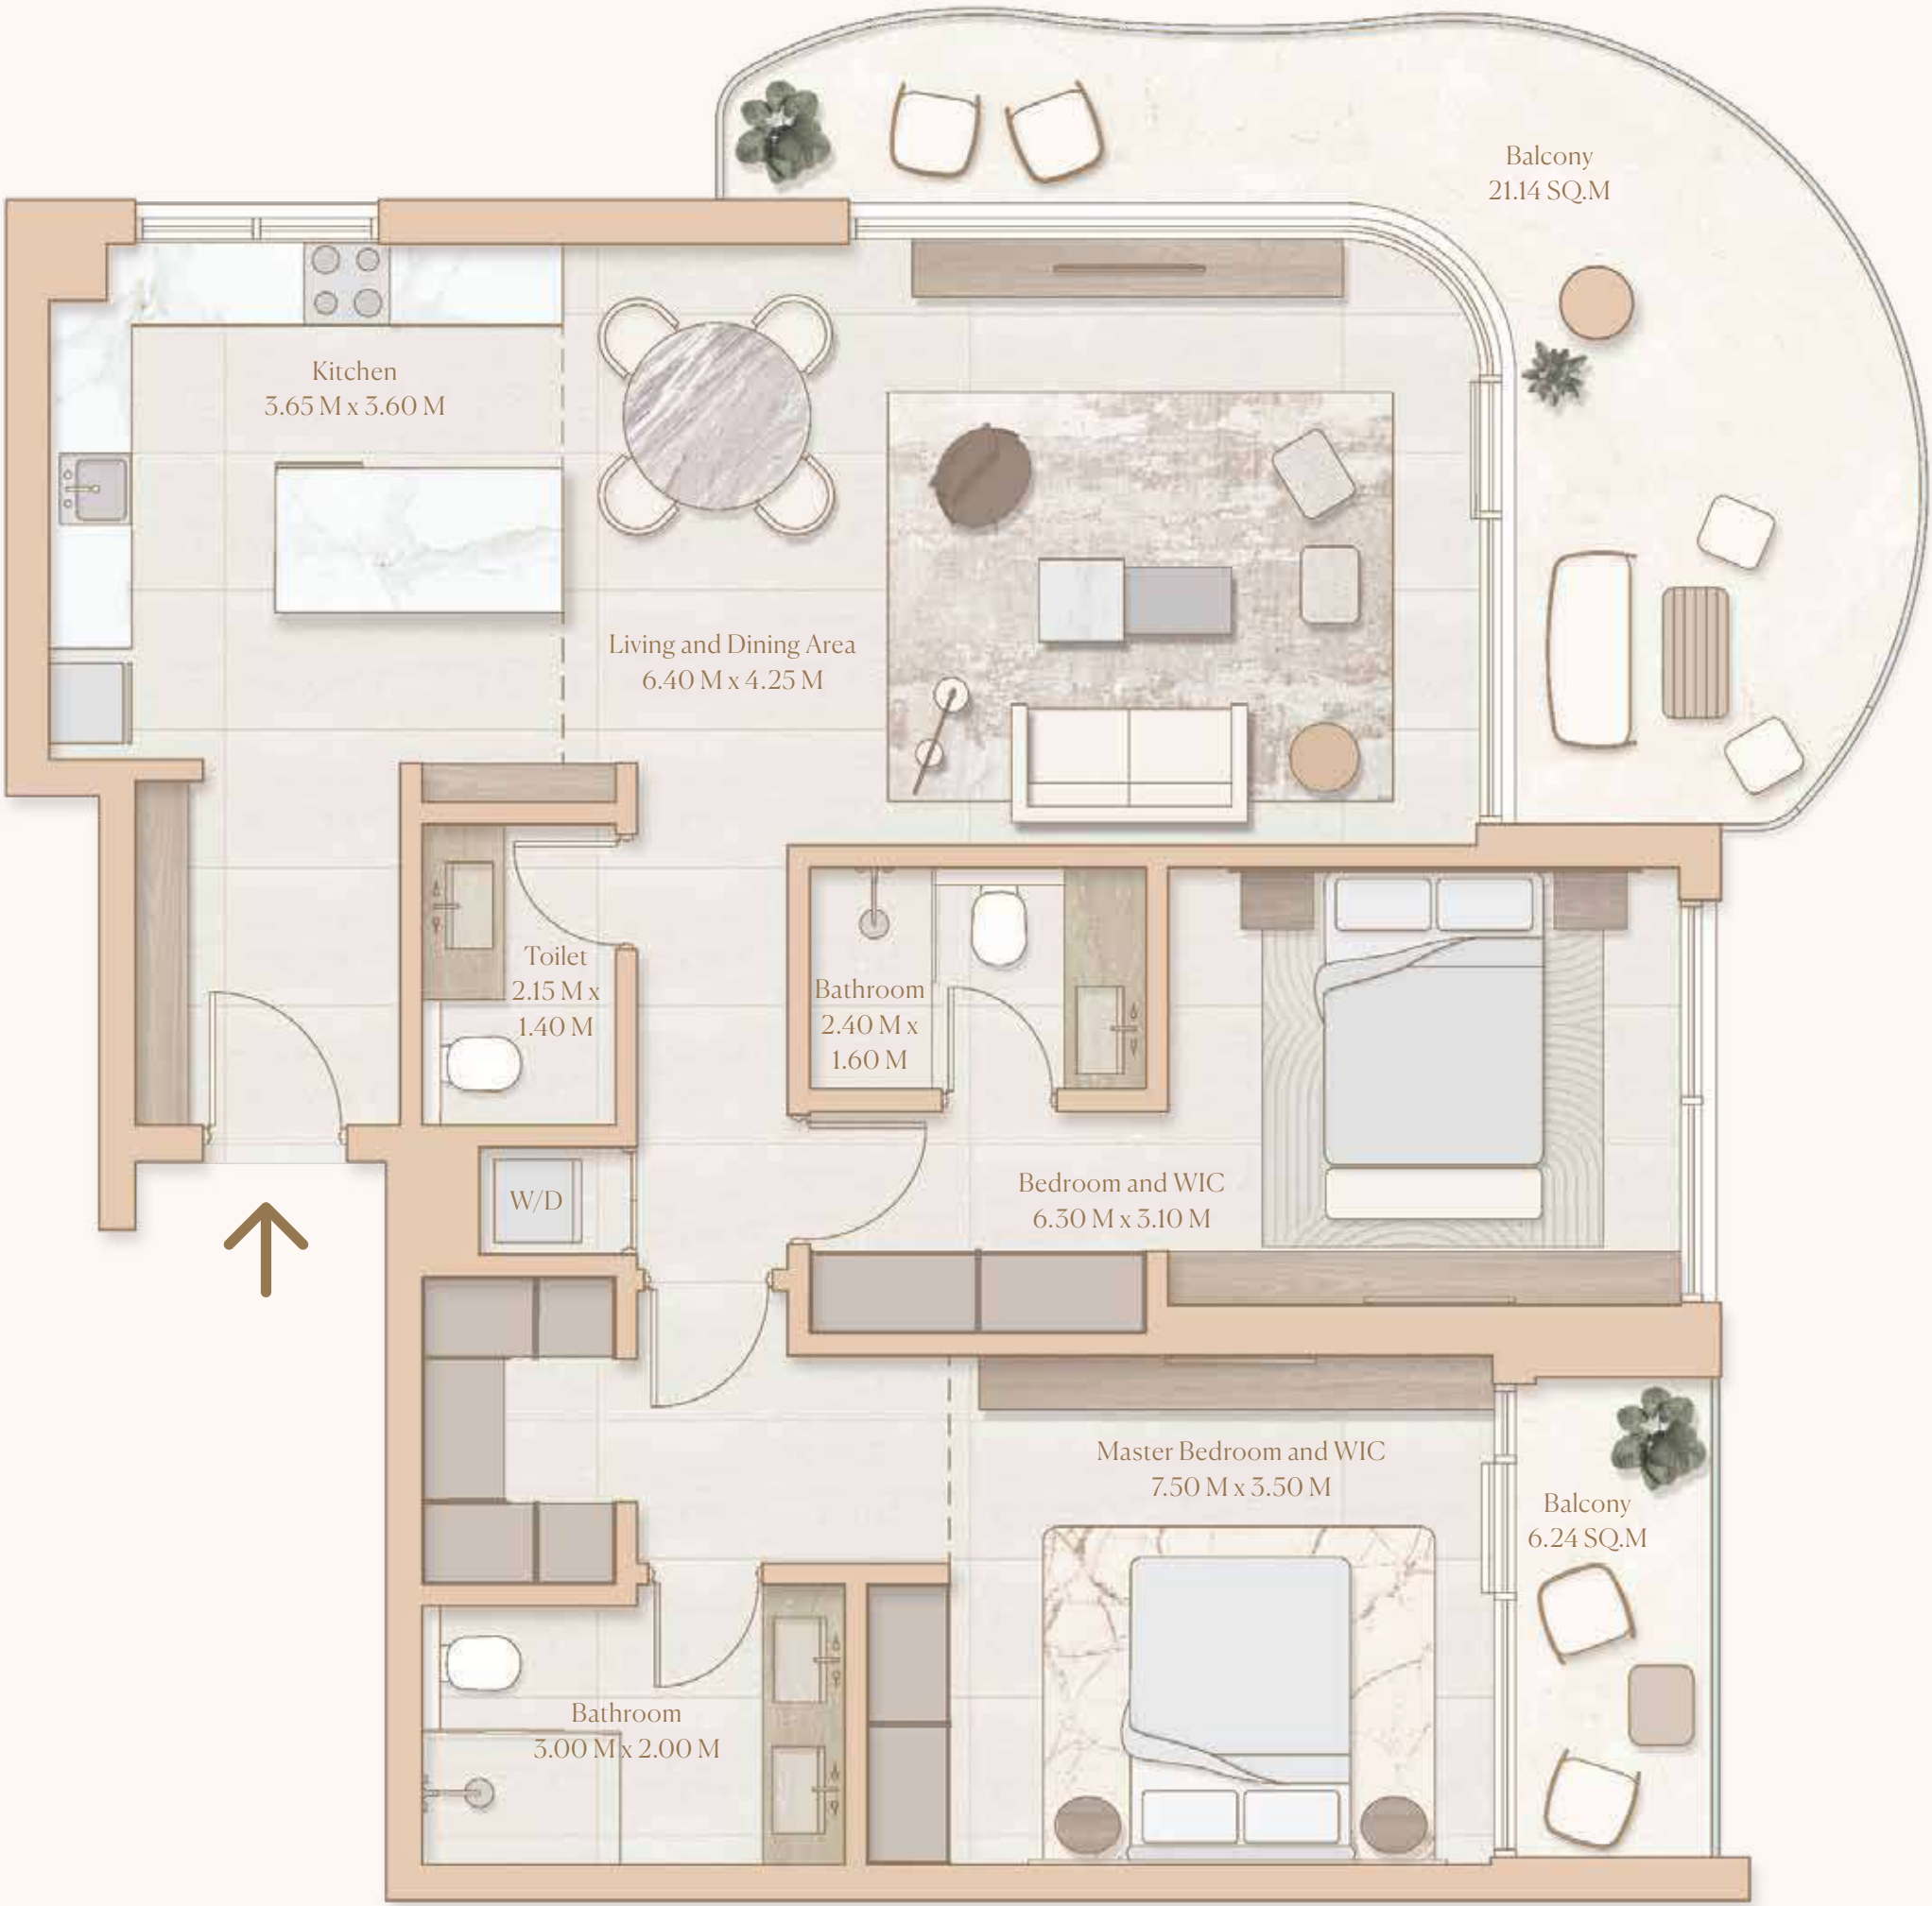 Balcony
21.14 SQ.M
Kitchen
3.65 M x 3.60 M
Living and Dining Area
6.40 M x 4.25 M
Toilet
2.15 M x
1.40 M
Bathroom
2.40 M x
1.60 M
W/D
Bedroom and WIC
6.30 M x 3.10 M
Master Bedroom and WIC
7.50 M x 3.50 M
Balcony
6.24 SQ.M
Bathroom
3.00 M x 2.00 M